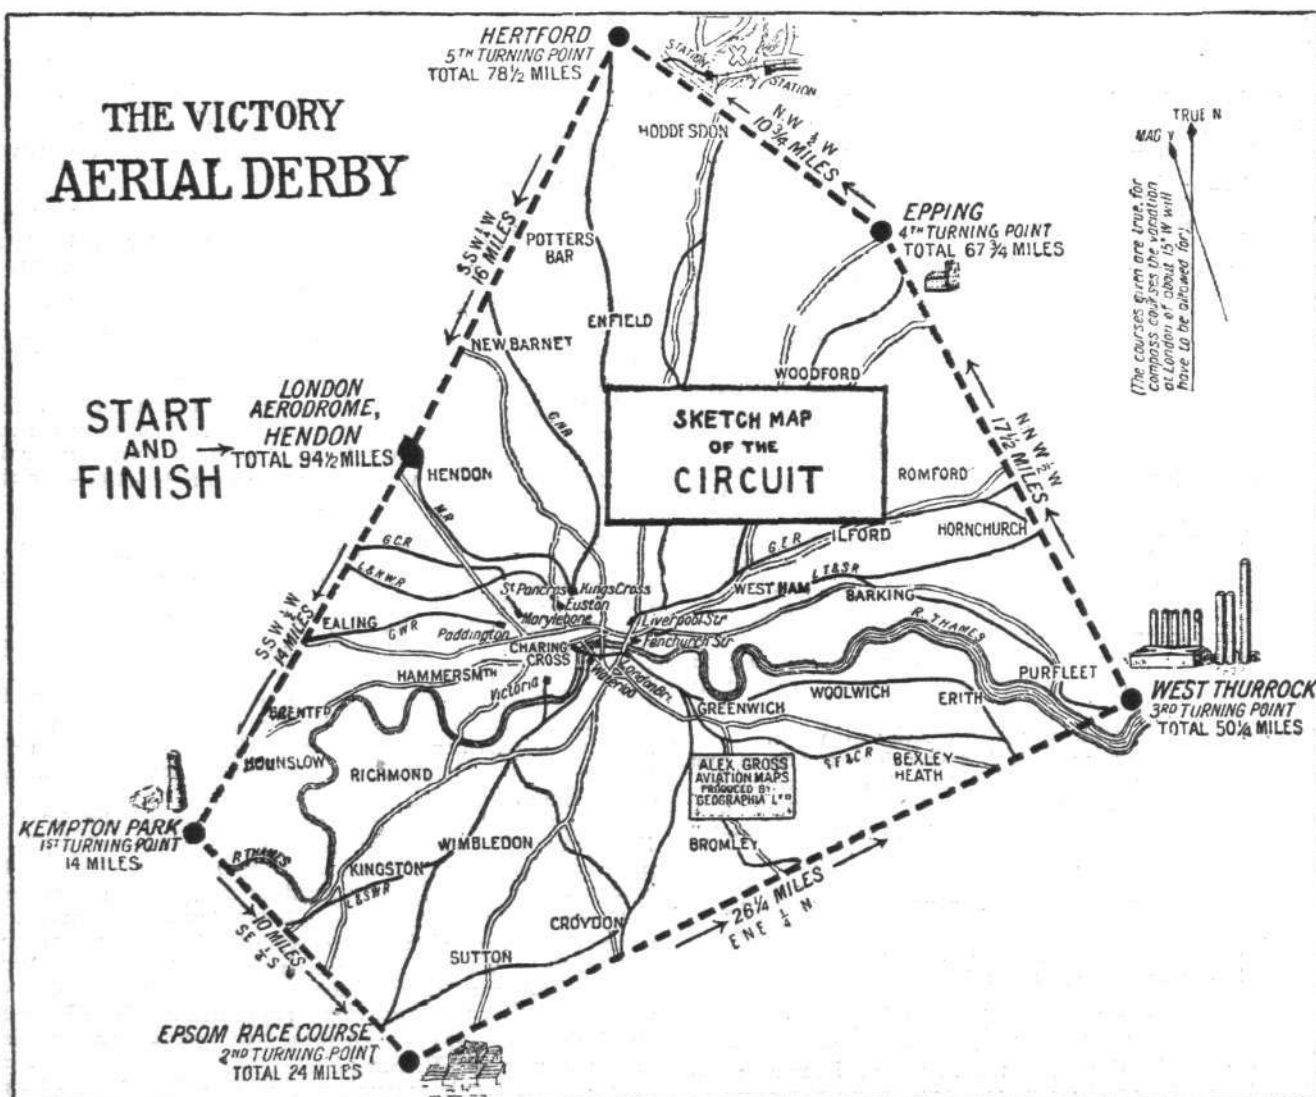 THE VICTORY
AERIAL DERBY
HERTFORD
5TH TURNING POINT
TOTAL 78½ MILES
STATION
STATION
HODDESDON
N.W ½ W
10¾ MILES
TRUE N
MAG
(The courses given are true, for
compass courses the variation
at London of about 15° W will
have to be allowed for)
EPPING
4TH TURNING POINT
TOTAL 67¾ MILES
S.S.W ¼ W
16 MILES
POTTERS
BAR
ENFIELD
NEW BARNET
WOODFORD
LONDON
AERODROME,
HENDON
TOTAL 94½ MILES
START
AND
FINISH
SKETCH MAP
OF THE
CIRCUIT
N.N.W ½ W
17½ MILES
G.N.R
HENDON
M.R
ROMFORD
HORNCHURCH
ILFORD
G.E.R
G.C.R
L&NWR
L.T&S.R
WEST HAM
BARKING
St Pancras
Kings Cross
Euston
Marylebone
Liverpool Str
Fenchurch Str
Paddington
EALING
GWR
S.S.W ½ W
14 MILES
CHARING
CROSS
R. THAMES
HAMMERSMTH
Victoria
Waterloo
London Bri.
PURFLEET
WOOLWICH
ERITH
GREENWICH
WEST THURROCK
3RD TURNING POINT
TOTAL 50¼ MILES
BRENTFD
HOUNSLOW
RICHMOND
S.E&C.R
BEXLEY
HEATH
ALEX. GROSS
AVIATION MAPS
PRODUCED BY
"GEOGRAPHIA" LTD
KEMPTON PARK
1ST TURNING POINT
14 MILES
R THAMES
KINGSTON
L&SWR
WIMBLEDON
BROMLEY
10 MILES
CROYDON
26¼ MILES
ENE ¼ N
SUTTON
EPSOM RACE COURSE
2ND TURNING POINT
TOTAL 24 MILES